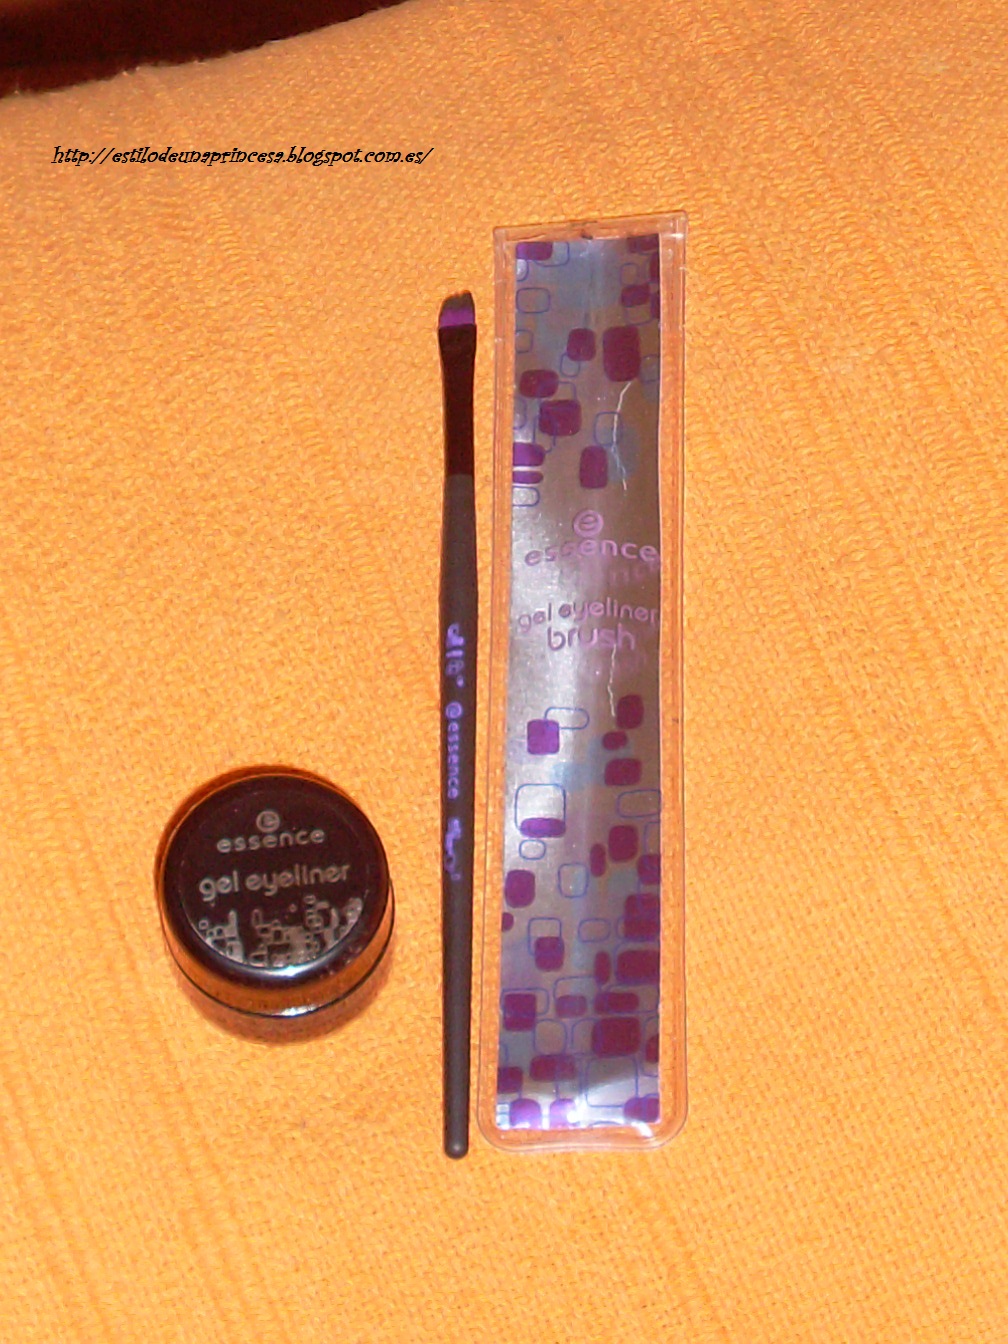 http://estilodeunaprincesa.blogspot.com.es/
e
essence
gel eyeliner
brush
essence
e
essence
gel eyeliner